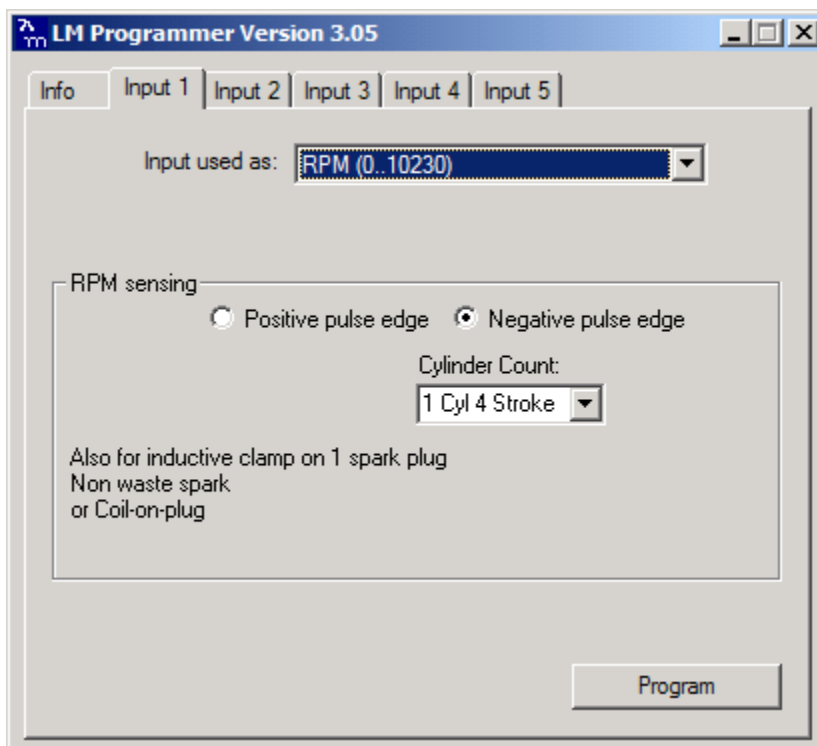 LM Programmer Version 3.05
Info Input 1 Input 2 Input 3 Input 4 Input 5
Input used as: RPM (0..10230)
RPM sensing
Positive pulse edge Negative pulse edge
Cylinder Count:
1 Cyl 4 Stroke
Also for inductive clamp on 1 spark plug
Non waste spark
or Coil-on-plug
Program